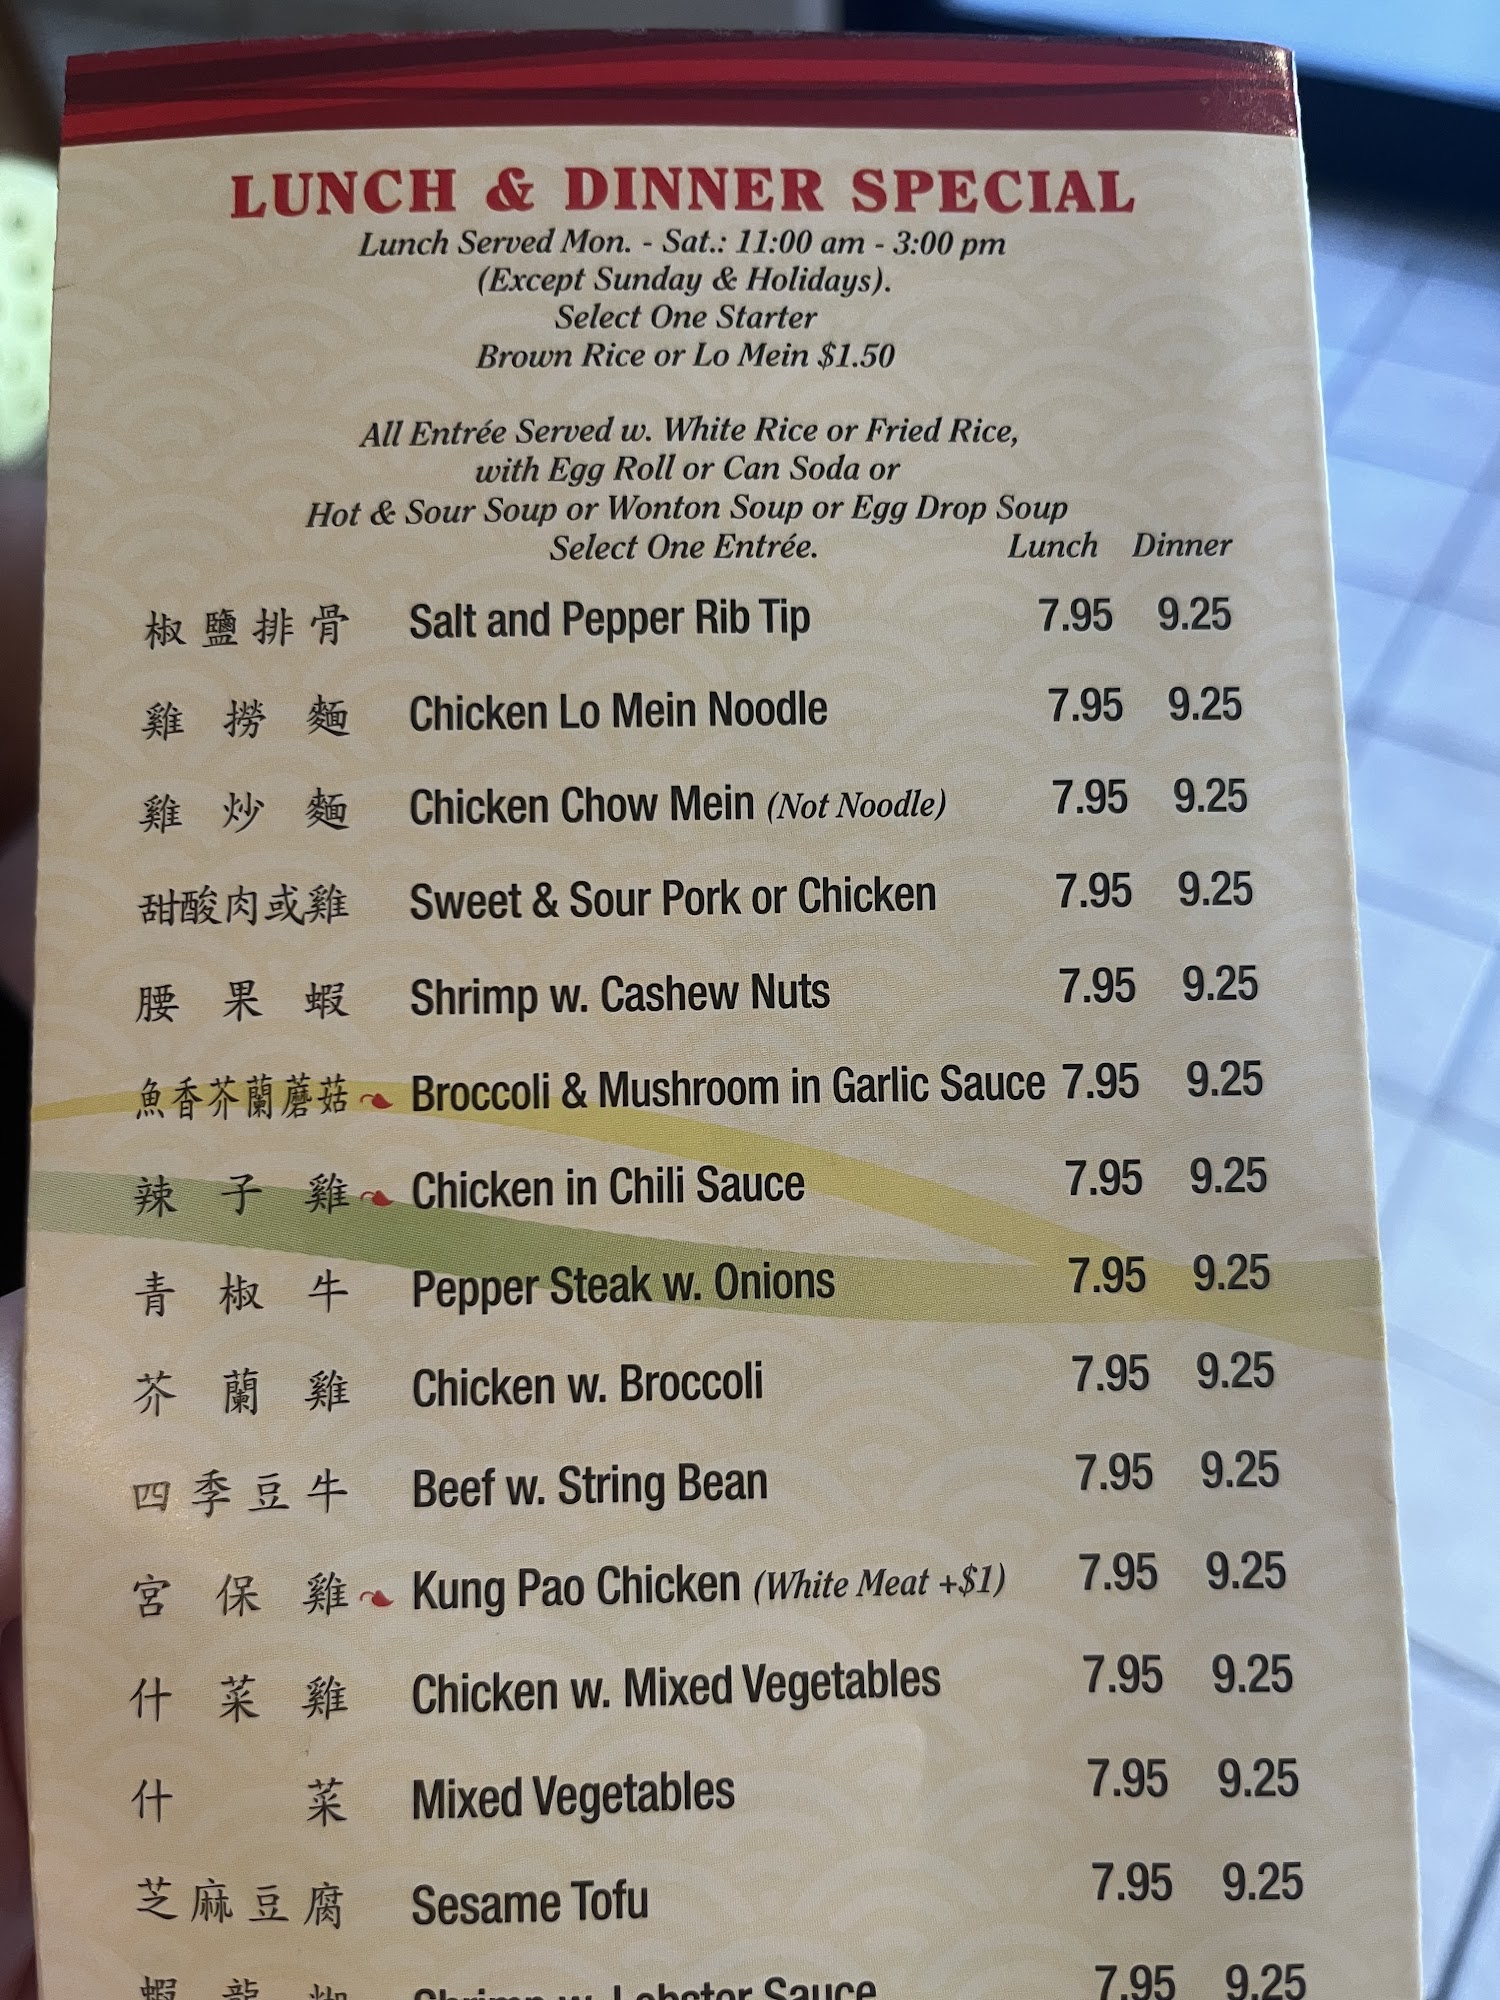 LUNCH & DINNER SPECIAL
Lunch Served Mon. - Sat.: 11:00 am - 3:00 pm
(Except Sunday & Holidays).
Select One Starter
Brown Rice or Lo Mein $1.50
All Entrée Served w. White Rice or Fried Rice,
with Egg Roll or Can Soda or
Hot & Sour Soup or Wonton Soup or Egg Drop Soup
Select One Entrée. Lunch Dinner
椒鹽排骨 Salt and Pepper Rib Tip 7.95 9.25
雞撈麵 Chicken Lo Mein Noodle 7.95 9.25
雞炒麵 Chicken Chow Mein (Not Noodle) 7.95 9.25
甜酸肉或雞 Sweet & Sour Pork or Chicken 7.95 9.25
腰果蝦 Shrimp w. Cashew Nuts 7.95 9.25
魚香芥蘭蘑菇 Broccoli & Mushroom in Garlic Sauce 7.95 9.25
辣子雞 Chicken in Chili Sauce 7.95 9.25
青椒牛 Pepper Steak w. Onions 7.95 9.25
芥蘭雞 Chicken w. Broccoli 7.95 9.25
四季豆牛 Beef w. String Bean 7.95 9.25
宮保雞 Kung Pao Chicken (White Meat +$1) 7.95 9.25
什菜雞 Chicken w. Mixed Vegetables 7.95 9.25
什菜 Mixed Vegetables 7.95 9.25
芝麻豆腐 Sesame Tofu 7.95 9.25
蝦龍糊 Shrimp w. Lobster Sauce 7.95 9.25